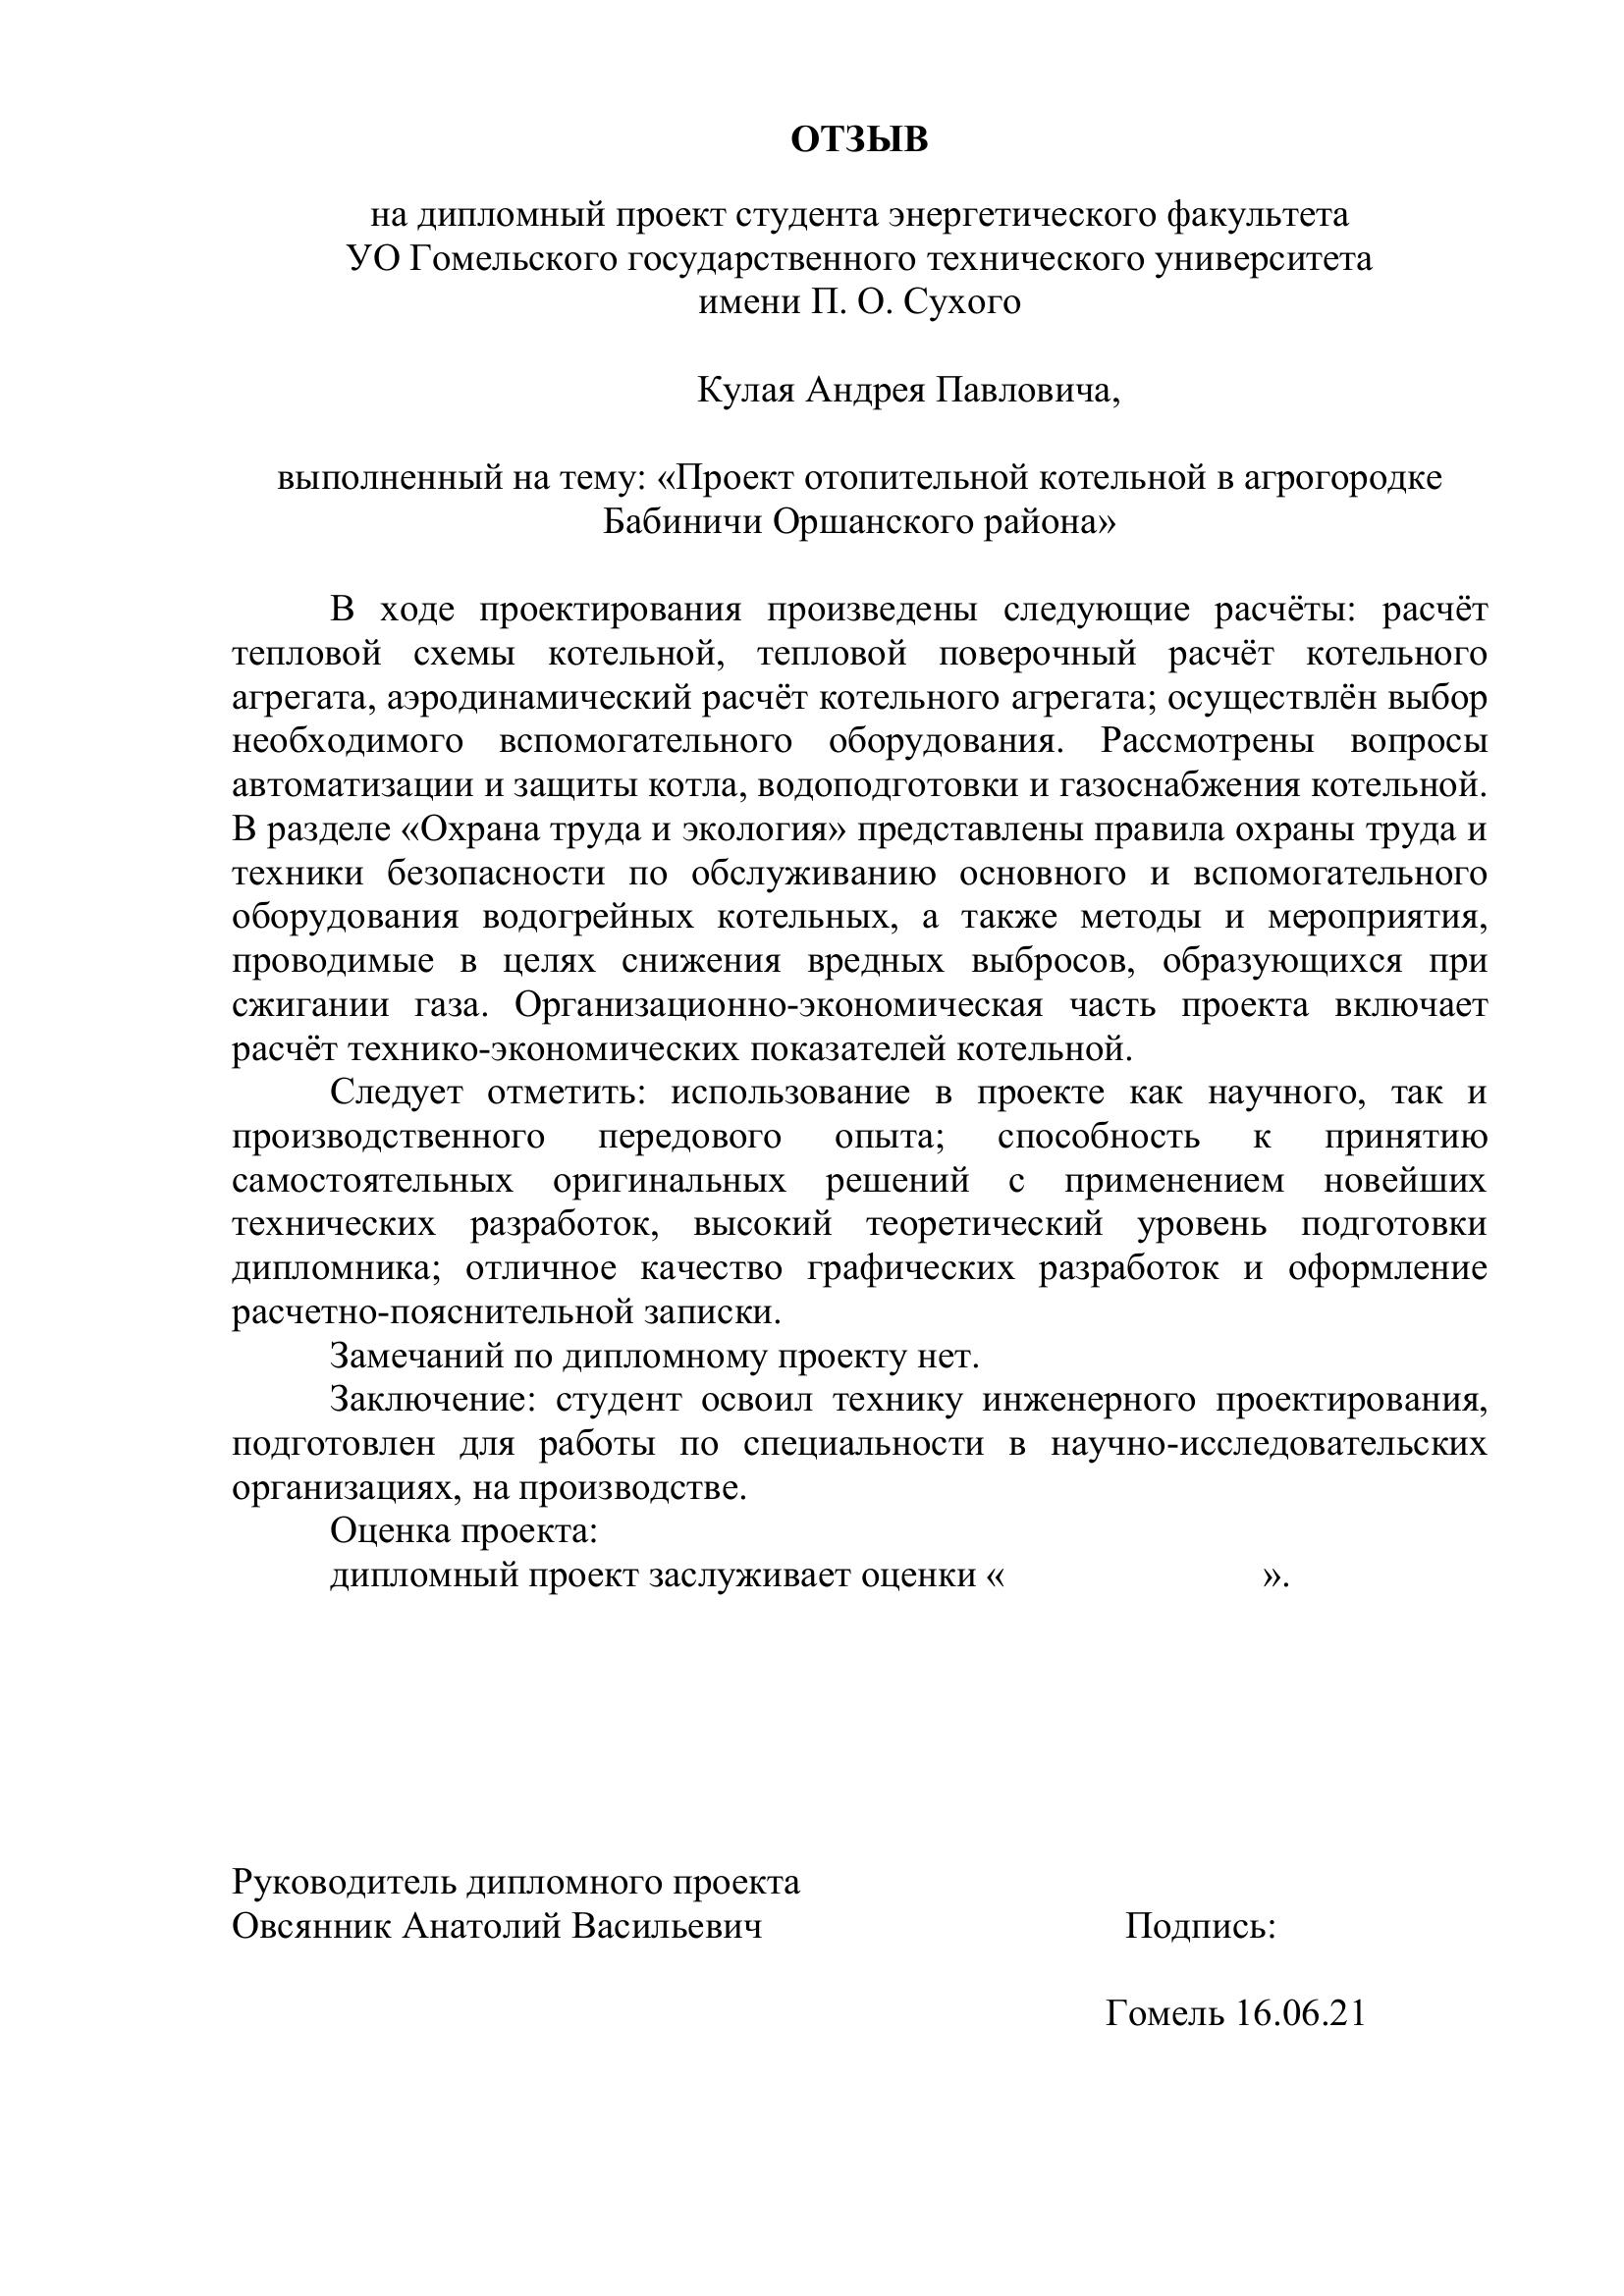 ОТЗЫВ
на дипломный проект студента энергетического факультета
УО Гомельского государственного технического университета
имени П. О. Сухого
Кулая Андрея Павловича,
выполненный на тему: «Проект отопительной котельной в агрогородке
Бабиничи Оршанского района»
В ходе проектирования произведены следующие расчёты: расчёт
тепловой схемы котельной, тепловой поверочный расчёт котельного
агрегата, аэродинамический расчёт котельного агрегата; осуществлён выбор
необходимого вспомогательного оборудования. Рассмотрены вопросы
автоматизации и защиты котла, водоподготовки и газоснабжения котельной.
В разделе «Охрана труда и экология» представлены правила охраны труда и
техники безопасности по обслуживанию основного и вспомогательного
оборудования водогрейных котельных, а также методы и мероприятия,
проводимые в целях снижения вредных выбросов, образующихся при
сжигании газа. Организационно-экономическая часть проекта включает
расчёт технико-экономических показателей котельной.
Следует отметить: использование в проекте как научного, так и
производственного передового опыта; способность к принятию
самостоятельных оригинальных решений с применением новейших
технических разработок, высокий теоретический уровень подготовки
дипломника; отличное качество графических разработок и оформление
расчетно-пояснительной записки.
Замечаний по дипломному проекту нет.
Заключение: студент освоил технику инженерного проектирования,
подготовлен для работы по специальности в научно-исследовательских
организациях, на производстве.
Оценка проекта:
дипломный проект заслуживает оценки « ».
Руководитель дипломного проекта
Овсянник Анатолий Васильевич Подпись:
Гомель 16.06.21